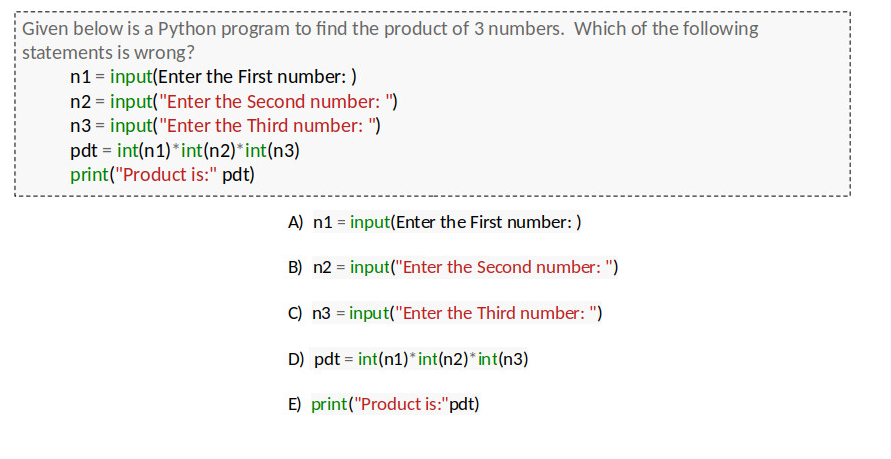 Given below is a Python program to find the product of 3 numbers. Which of the following
statements is wrong?
n1 = input(Enter the First number: )
n2 = input("Enter the Second number: ")
n3 = input("Enter the Third number: ")
pdt = int(n1)*int(n2)*int(n3)
print("Product is:" pdt)
A) n1 = input(Enter the First number: )
B) n2 = input("Enter the Second number: ")
C) n3 = input("Enter the Third number: ")
D) pdt = int(n1)*int(n2)*int(n3)
E) print("Product is:"pdt)